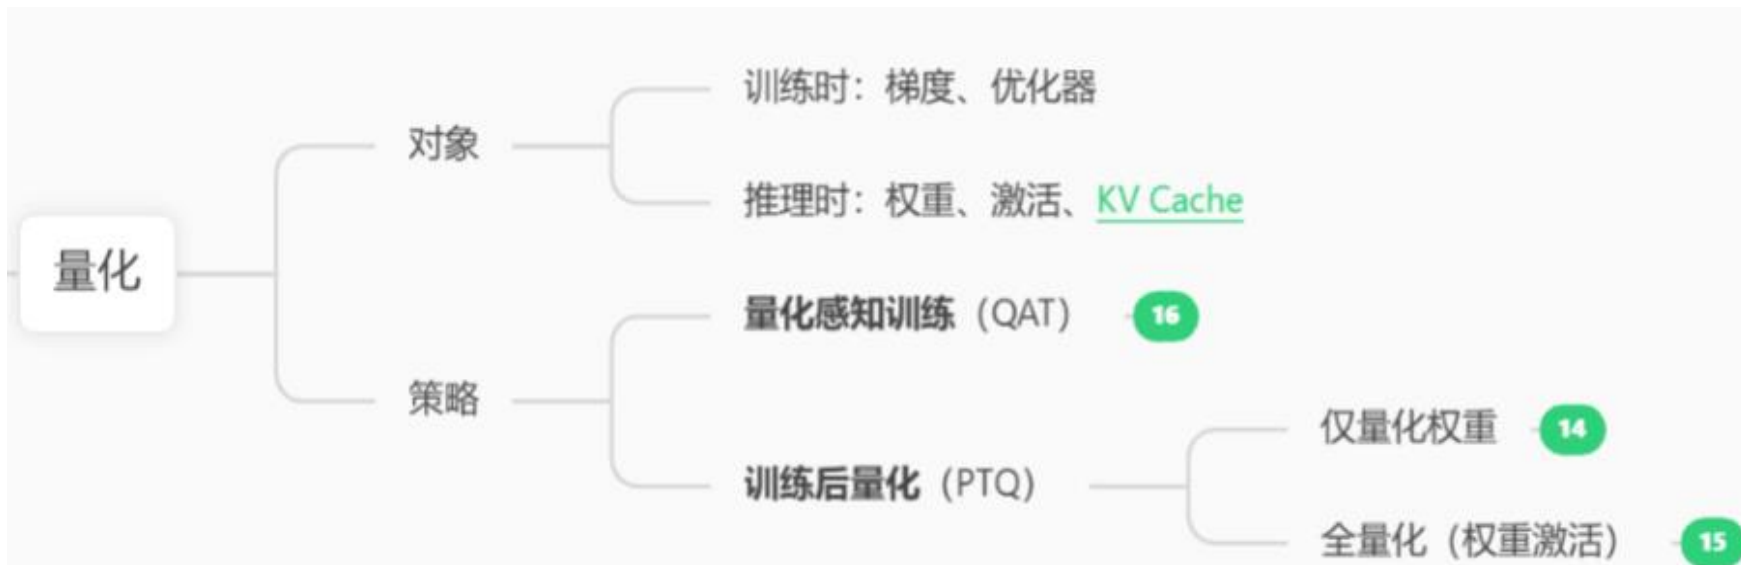 训练时：梯度、优化器
对象
推理时：权重、激活、KV Cache
量化
量化感知训练（QAT） 16
策略
仅量化权重 14
训练后量化（PTQ）
全量化（权重激活） 15